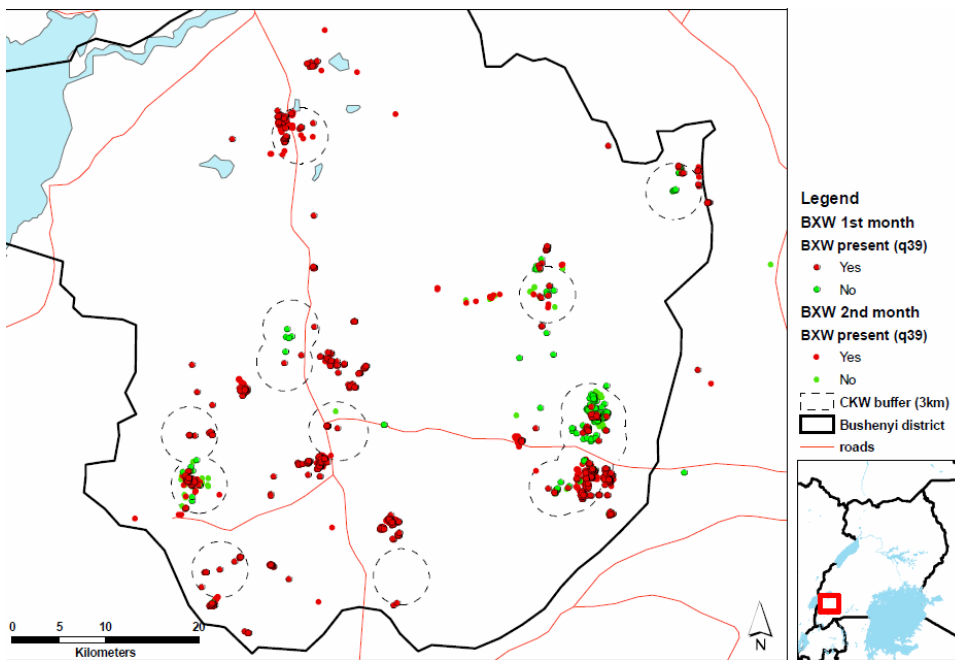 Legend
BXW 1st month
BXW present (q39)
Yes
No
BXW 2nd month
BXW present (q39)
Yes
No
CKW buffer (3km)
Bushenyi district
roads
0 5 10 20
Kilometers
N